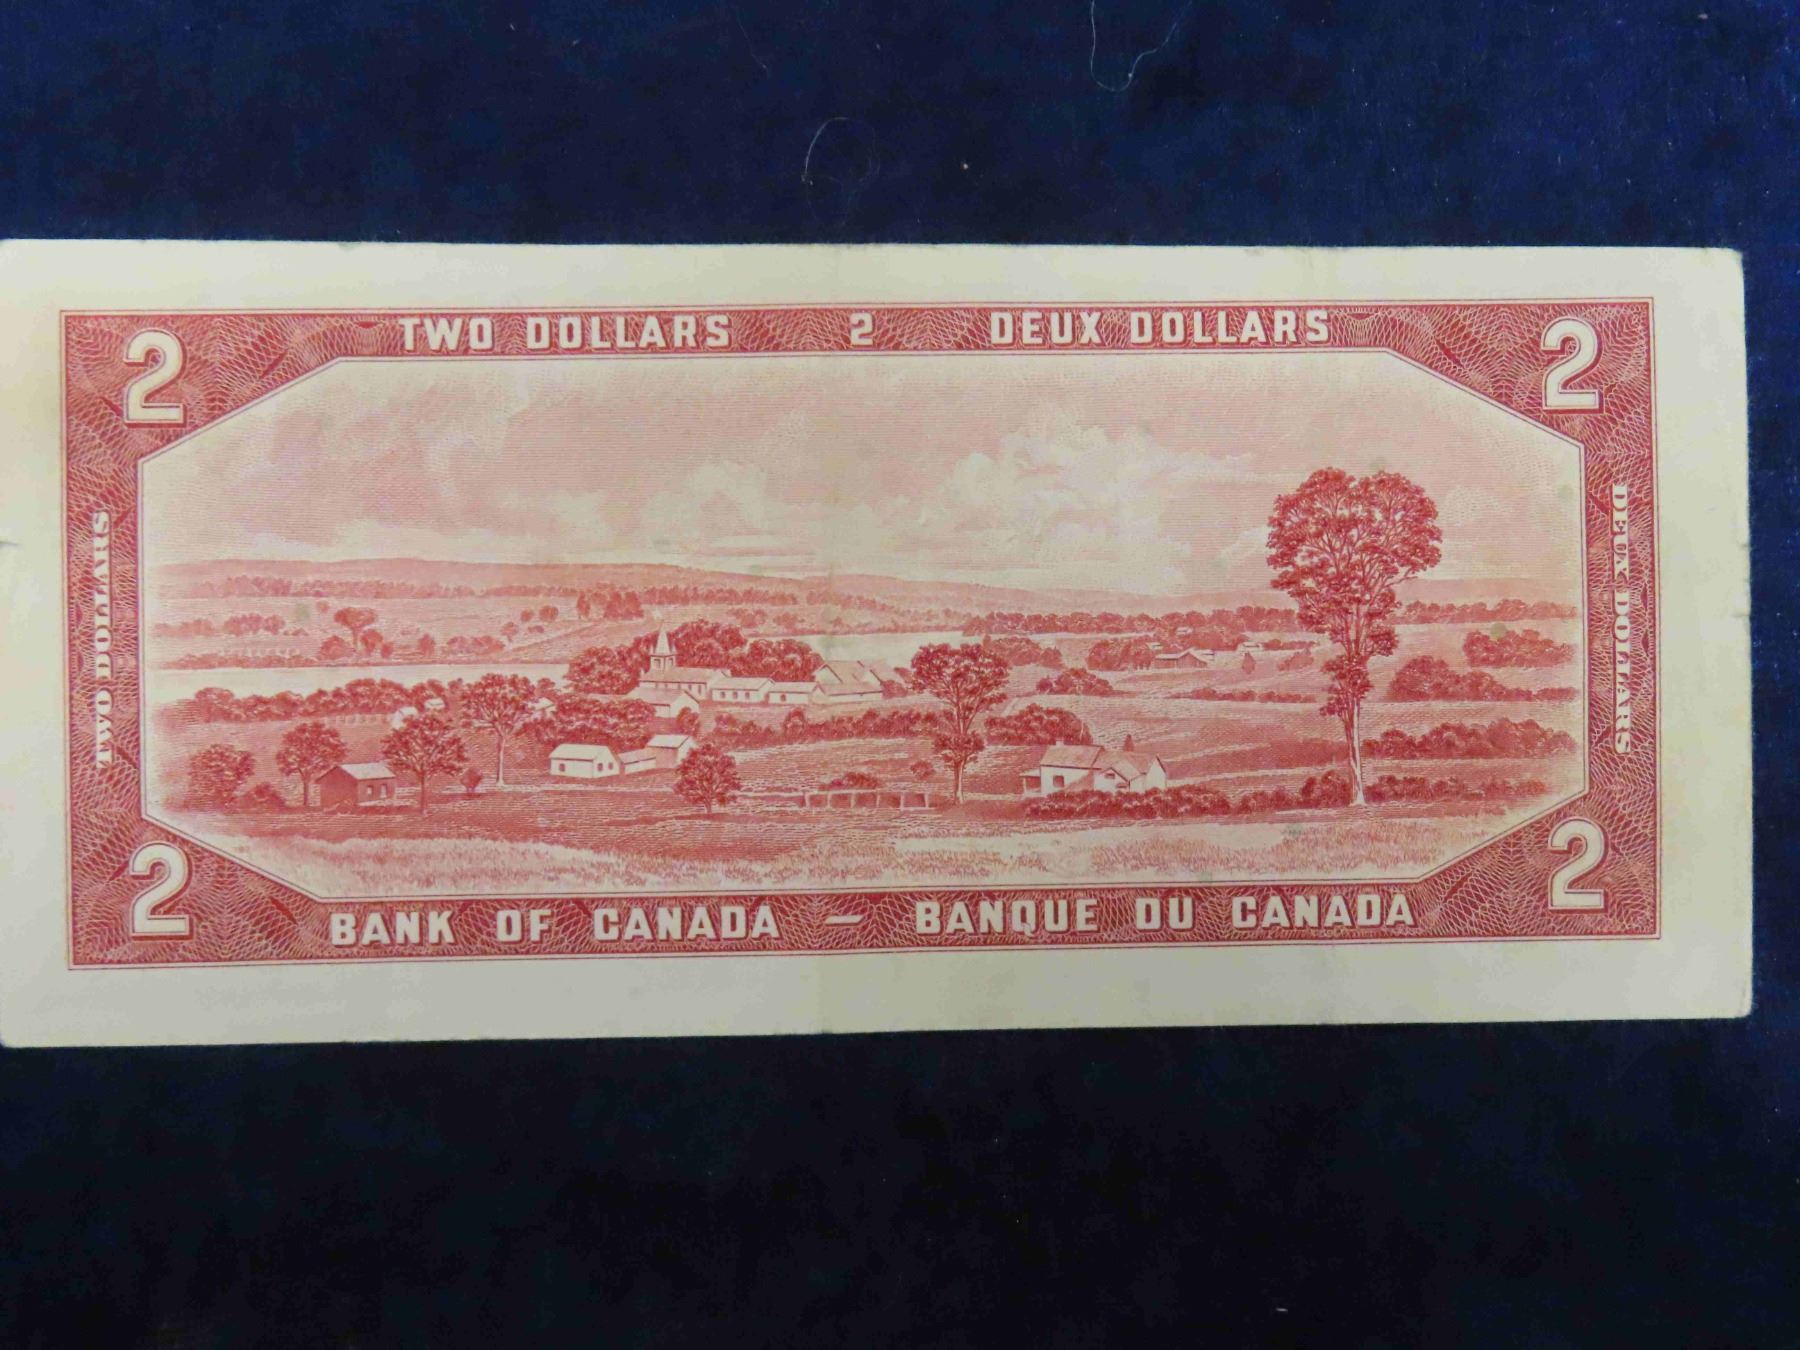 TWO DOLLARS 2 DEUX DOLLARS
2 2
TWO DOLLARS
DEUX DOLLARS
2 2
BANK OF CANADA — BANQUE DU CANADA